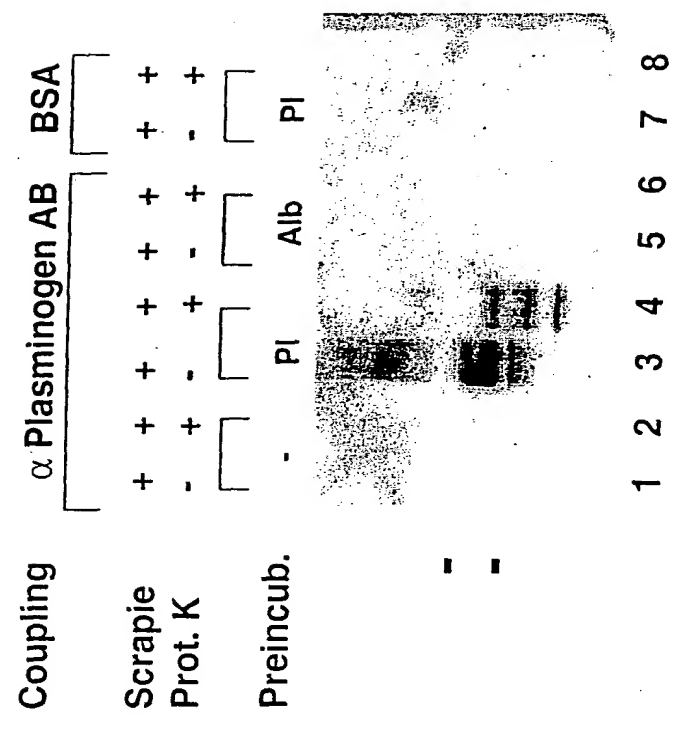 Coupling α Plasminogen AB BSA
Scrapie + + + + + + + +
Prot. K - + - + - + - +
Preincub. - Pl Alb Pl
1 2 3 4 5 6 7 8